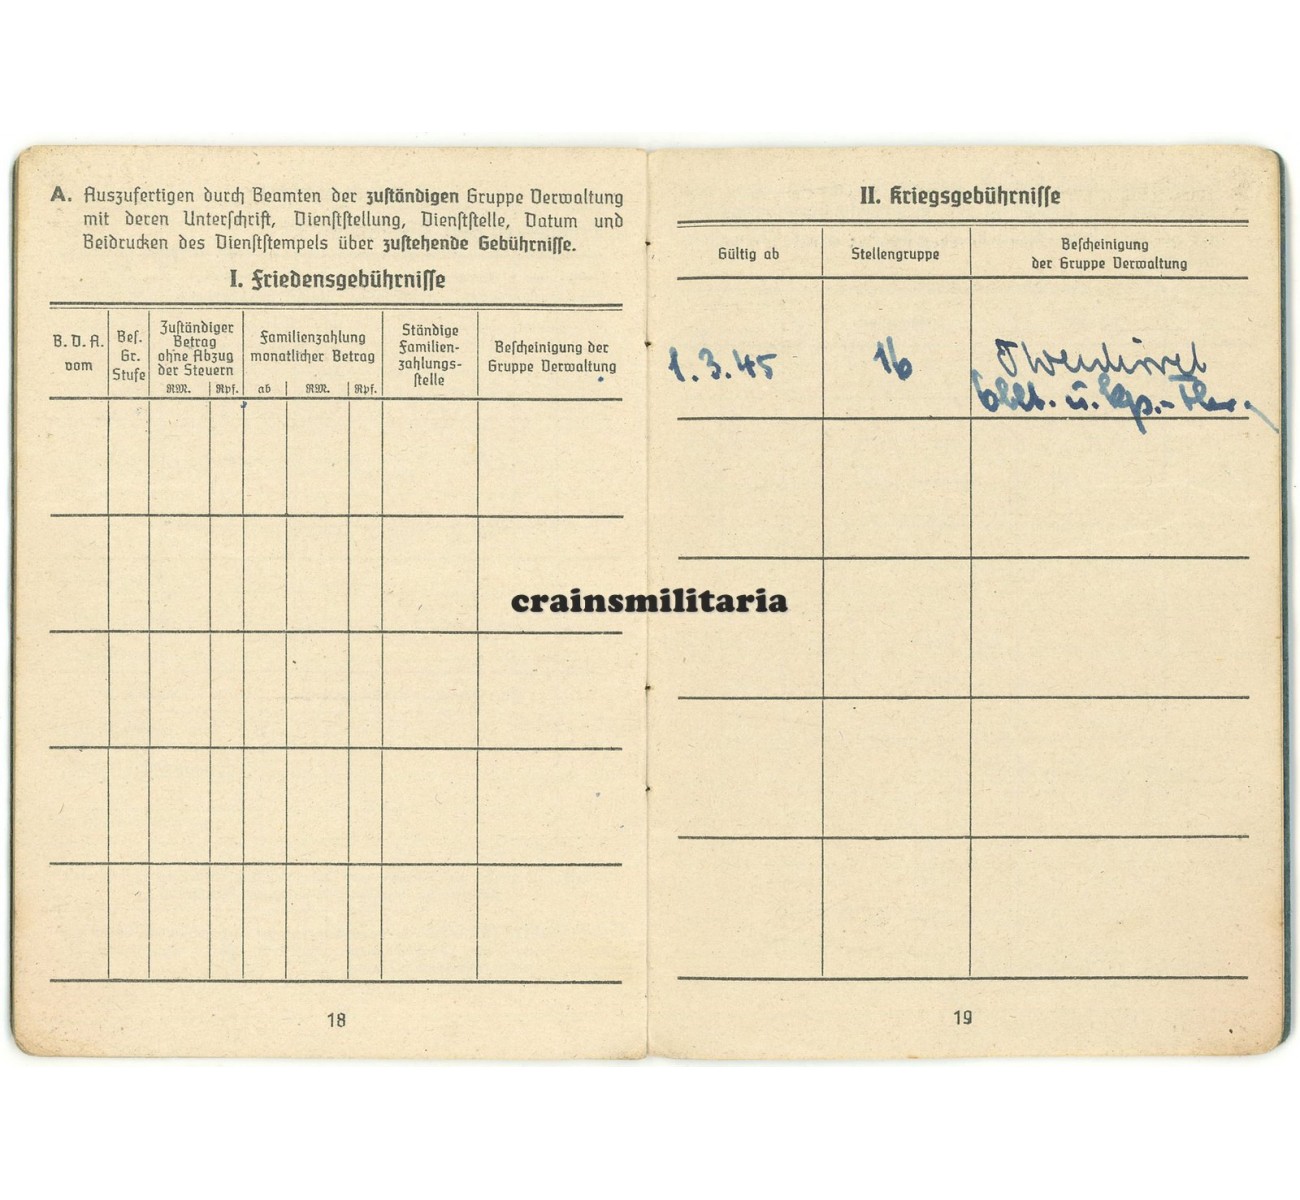 A. Auszufertigen durch Beamten der zuständigen Gruppe Verwaltung
mit deren Unterschrift, Dienststellung, Dienststelle, Datum und
Beidrucken des Dienststempels über zustehende Gebührnisse.
I. Friedensgebührnisse
B. D. A.
vom
Bes.
Gr.
Stufe
Zuständiger
Betrag
ohne Abzug
der Steuern
RM.
Rpf.
Familienzahlung
monatlicher Betrag
ab
RM.
Rpf.
Ständige
Familien-
zahlungs-
stelle
Bescheinigung der
Gruppe Verwaltung
18
II. Kriegsgebührnisse
Gültig ab
Stellengruppe
Bescheinigung
der Gruppe Verwaltung
1.3.45
16
Oblt. u. Kp.-
19
crainsmilitaria